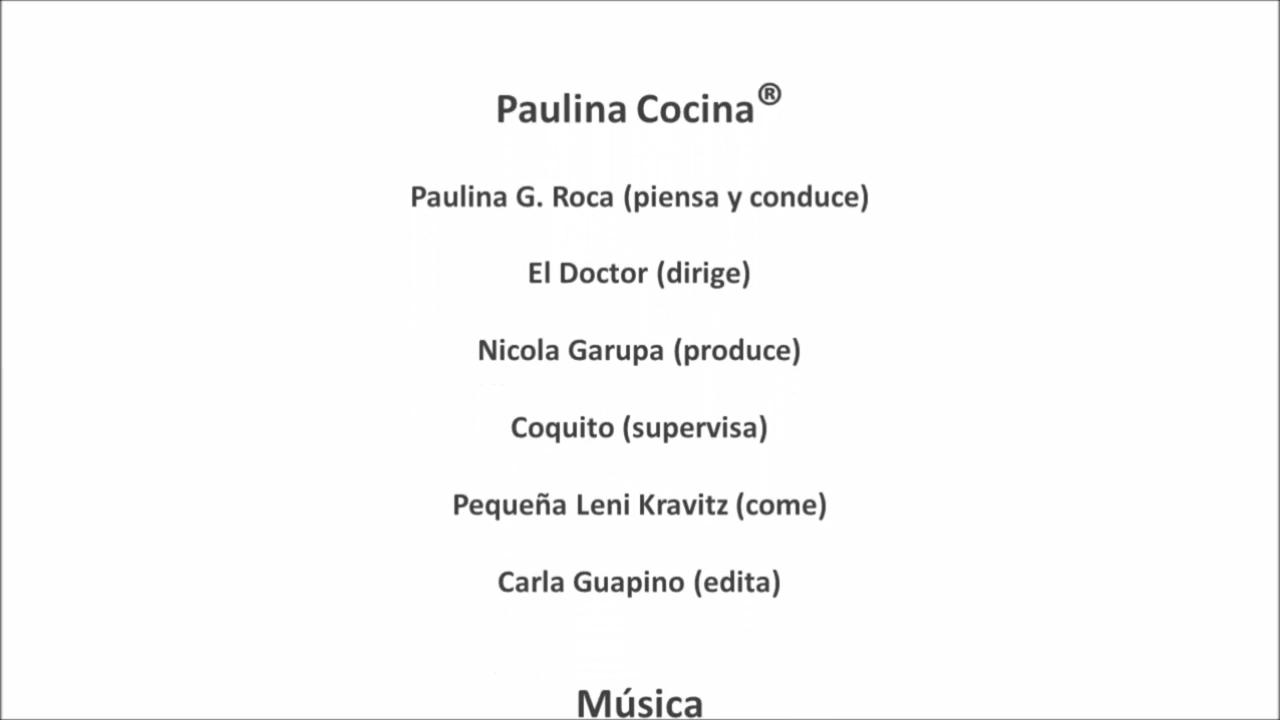 Paulina Cocina®
Paulina G. Roca (piensa y conduce)
El Doctor (dirige)
Nicola Garupa (produce)
Coquito (supervisa)
Pequeña Leni Kravitz (come)
Carla Guapino (edita)
Música